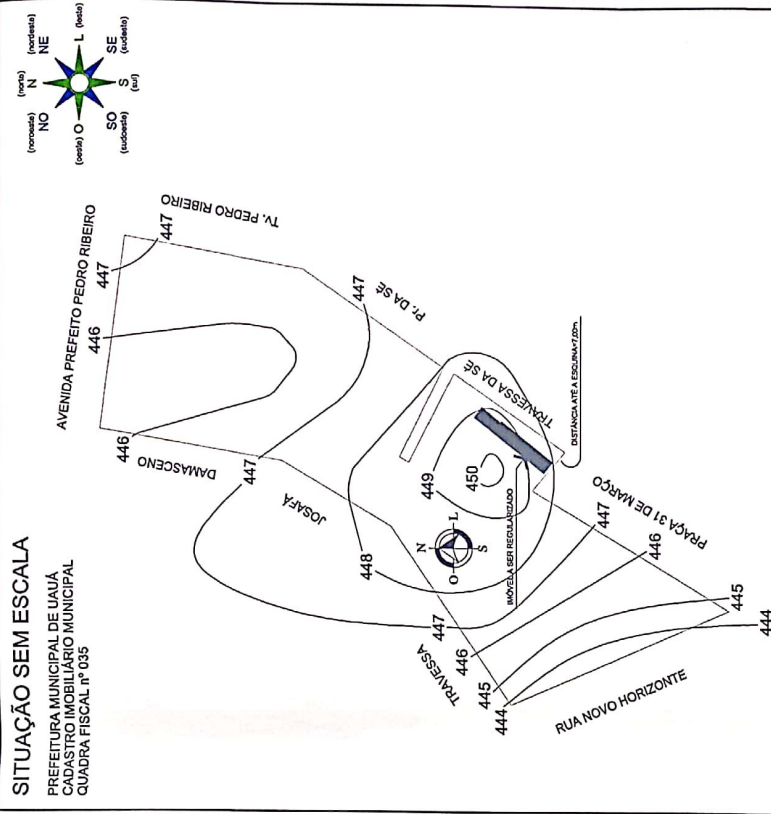 SITUAÇÃO SEM ESCALA
PREFEITURA MUNICIPAL DE UAUÁ
CADASTRO IMOBILIÁRIO MUNICIPAL
QUADRA FISCAL nº 035
(noroeste)
NO
(norte)
N
(nordeste)
NE
(oeste) O
L (leste)
SO
(sudoeste)
S
(sul)
SE
(sudeste)
AVENIDA PREFEITO PEDRO RIBEIRO
447
447
446
446
TV. PEDRO RIBEIRO
DAMASCENO
447
447
Pr. DA SÉ
JOSAFÁ
TRAVESSA DA SÉ
449
450
448
N
O
L
S
IMÓVEL A SER REGULARIZADO
DISTÂNCIA ATÉ A ESQUINA=7,00m
447
447
TRAVESSA
446
446
PRAÇA 31 DE MARÇO
445
445
444
444
RUA NOVO HORIZONTE